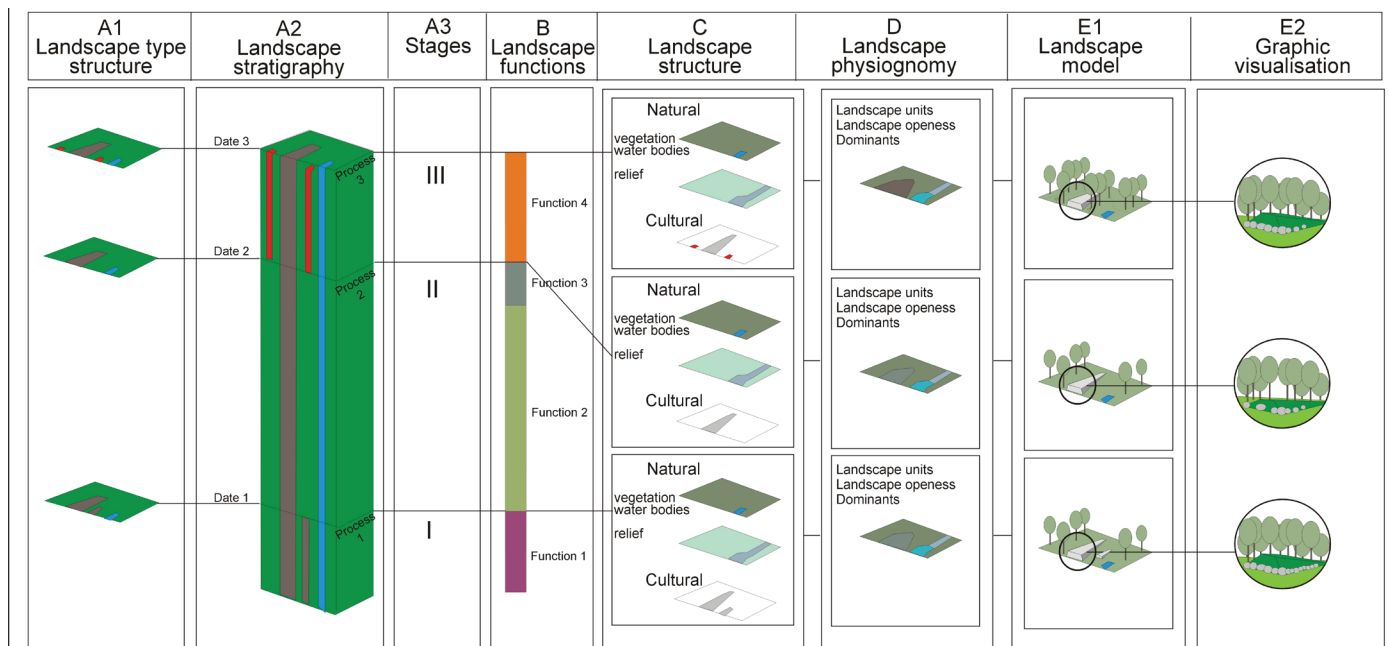 A1
Landscape type
structure
A2
Landscape
stratigraphy
A3
Stages
B
Landscape
functions
C
Landscape
structure
D
Landscape
physiognomy
E1
Landscape
model
E2
Graphic
visualisation
Date 3
Process
3
Date 2
Process
2
Date 1
Process
1
III
II
I
Function 4
Function 3
Function 2
Function 1
Natural
vegetation
water bodies
relief
Cultural
Natural
vegetation
water bodies
relief
Cultural
Natural
vegetation
water bodies
relief
Cultural
Landscape units
Landscape openess
Dominants
Landscape units
Landscape openess
Dominants
Landscape units
Landscape openess
Dominants